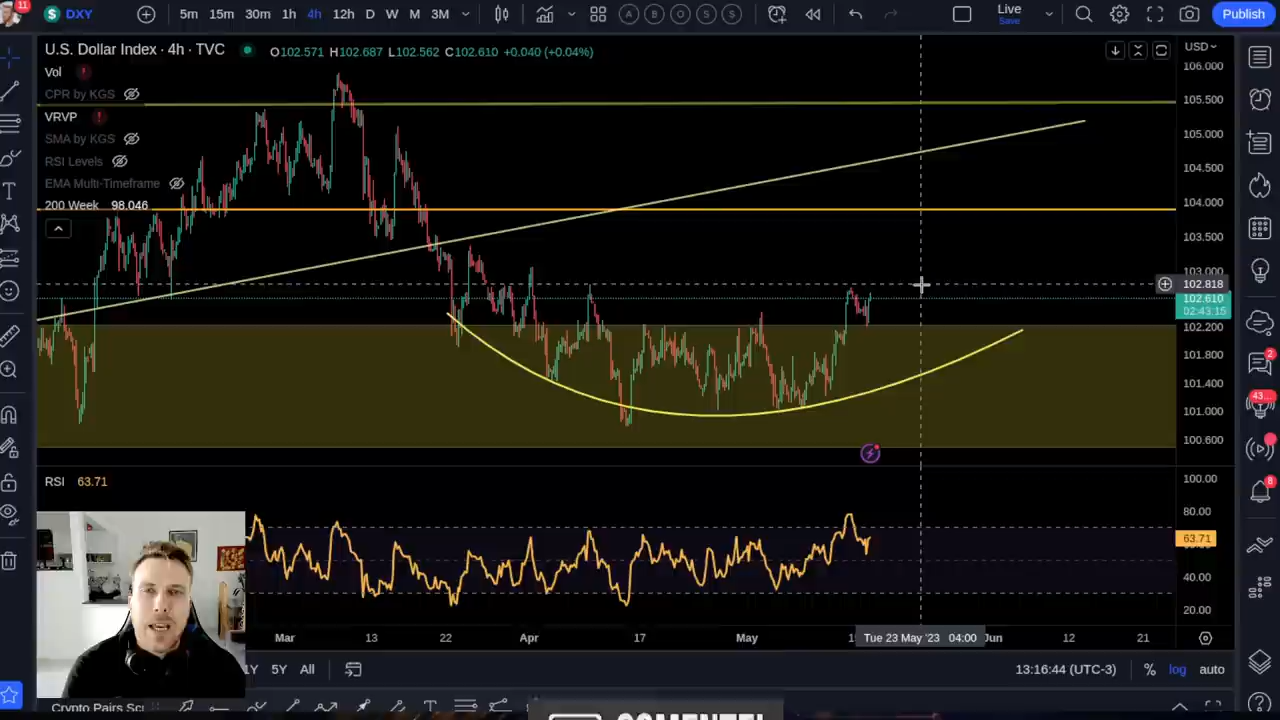 11
DXY
5m 15m 30m 1h 4h 12h D W M 3M
A B O S S
Live
Save
Publish
U.S. Dollar Index · 4h · TVC
O102.571 H102.687 L102.562 C102.610 +0.040 (+0.04%)
USD
Vol
CPR by KGS
VRVP
SMA by KGS
RSI Levels
EMA Multi-Timeframe
200 Week 98.046
106.000
105.500
105.000
104.500
104.000
103.500
103.000
102.818
102.610
02:43:15
102.200
101.800
101.400
101.000
100.600
RSI 63.71
100.00
80.00
63.71
40.00
20.00
2
43...
8
Mar 13 22 Apr 17 May Tue 23 May '23 04:00 Jun 12 21
1Y 5Y All
13:16:44 (UTC-3)
% log auto